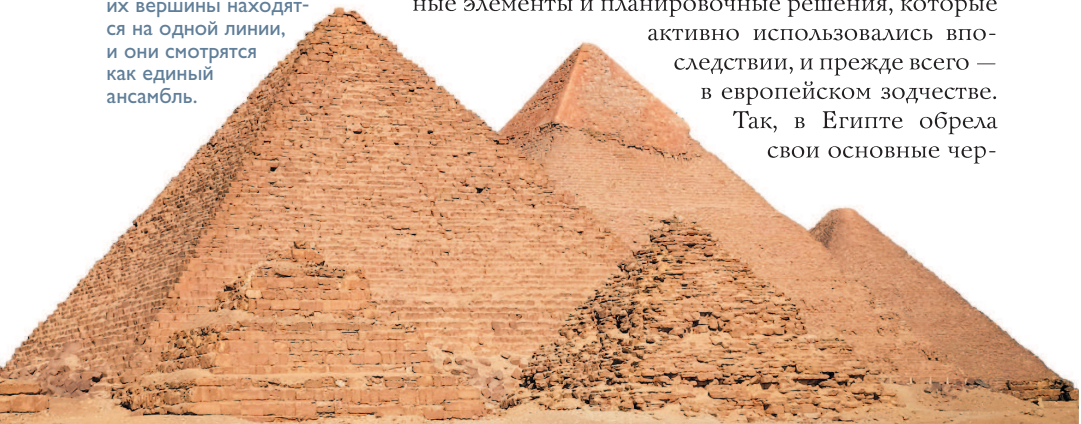 их вершины находят-
ся на одной линии,
и они смотрятся
как единый
ансамбль.
ные элементы и планировочные решения, которые
активно использовались впо-
следствии, и прежде всего —
в европейском зодчестве.
Так, в Египте обрела
свои основные чер-